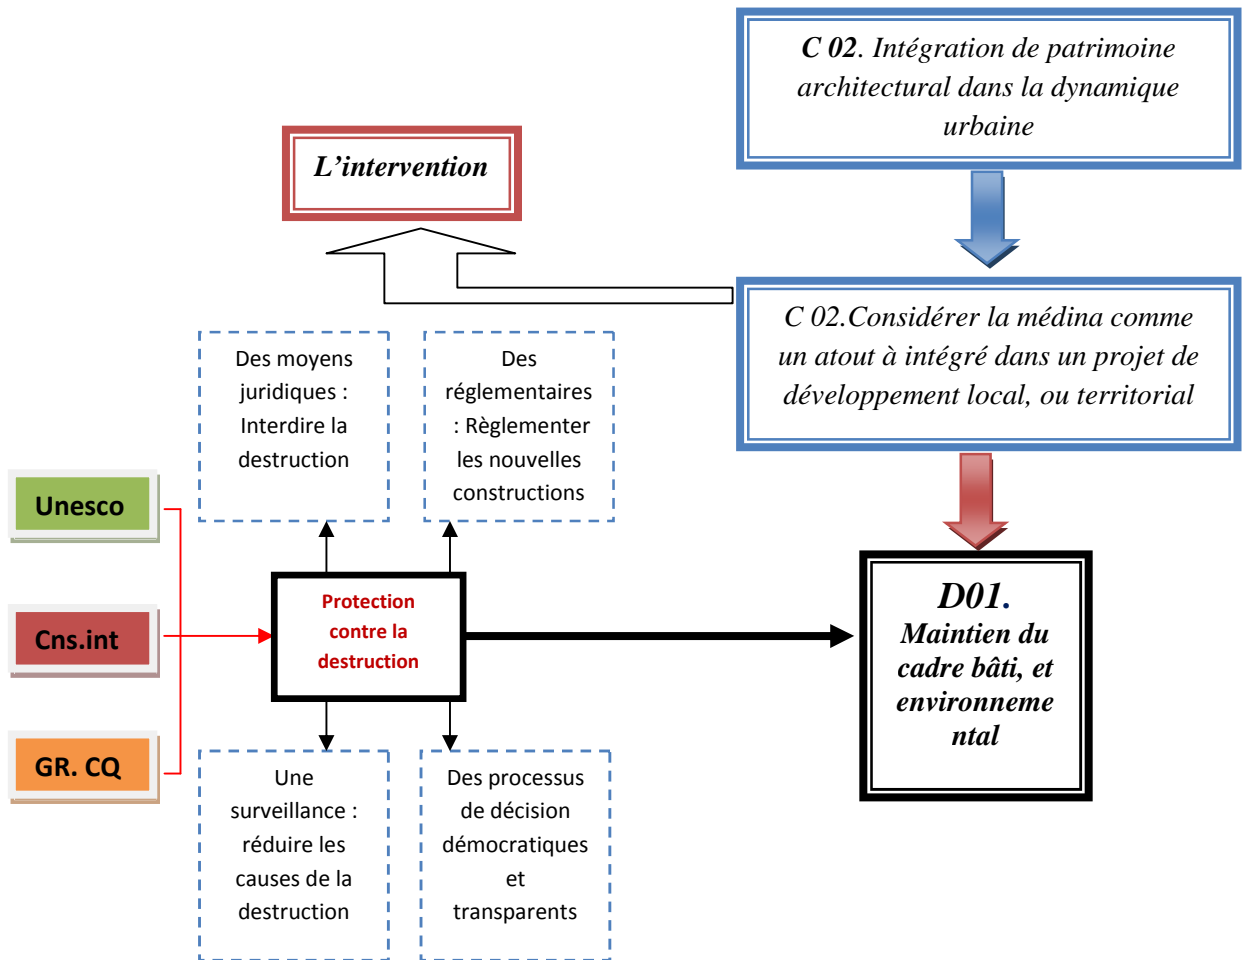 C 02. Intégration de patrimoine
architectural dans la dynamique
urbaine
L’intervention
C 02.Considérer la médina comme
un atout à intégré dans un projet de
développement local, ou territorial
Des moyens
juridiques :
Interdire la
destruction
Des
réglementaires
: Règlementer
les nouvelles
constructions
Unesco
Cns.int
GR. CQ
Protection
contre la
destruction
D01.
Maintien du
cadre bâti, et
environneme
ntal
Une
surveillance :
réduire les
causes de la
destruction
Des processus
de décision
démocratiques
et
transparents